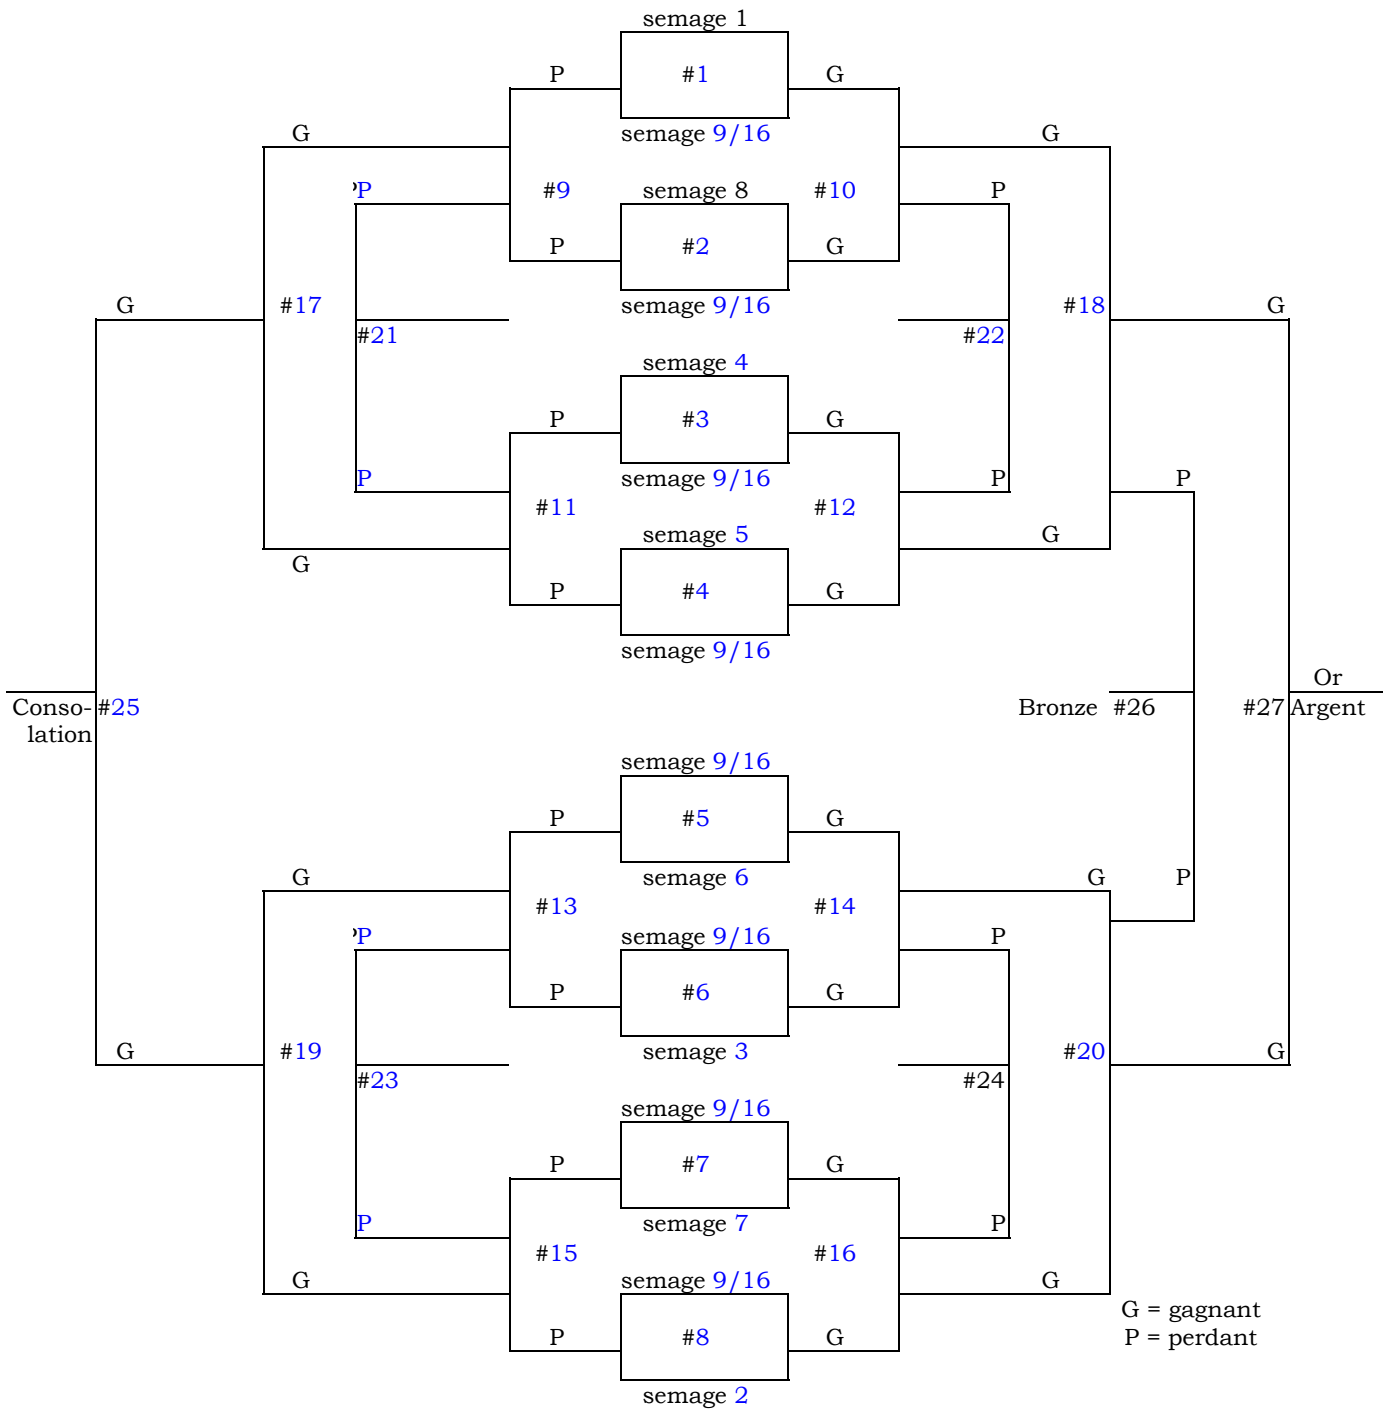 semage 1
P #1 G
semage 9/16
G G
P #9 semage 8 #10 P
P #2 G
semage 9/16
G #17 #18 G
#21 #22
semage 4
P #3 G
semage 9/16
P P P
#11 #12
semage 5
G G
P #4 G
semage 9/16
Or
Conso- #25 Bronze #26 #27 Argent
lation
semage 9/16
P #5 G
semage 6
G G P
#13 #14
P semage 9/16 P
P #6 G
semage 3
G #19 #20 G
#23 #24
semage 9/16
P #7 G
semage 7
P P
#15 #16
G semage 9/16 G
G = gagnant
P #8 G
P = perdant
semage 2